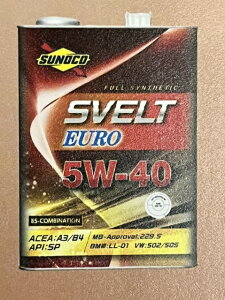 SUNOCO
FULL SYNTHETIC
SVELT
EURO
5W-40
BS-COMBINATION
ACEA:A3/B4 MB-Approval:229.5
API:SP BMW:LL-01 VW:502/505